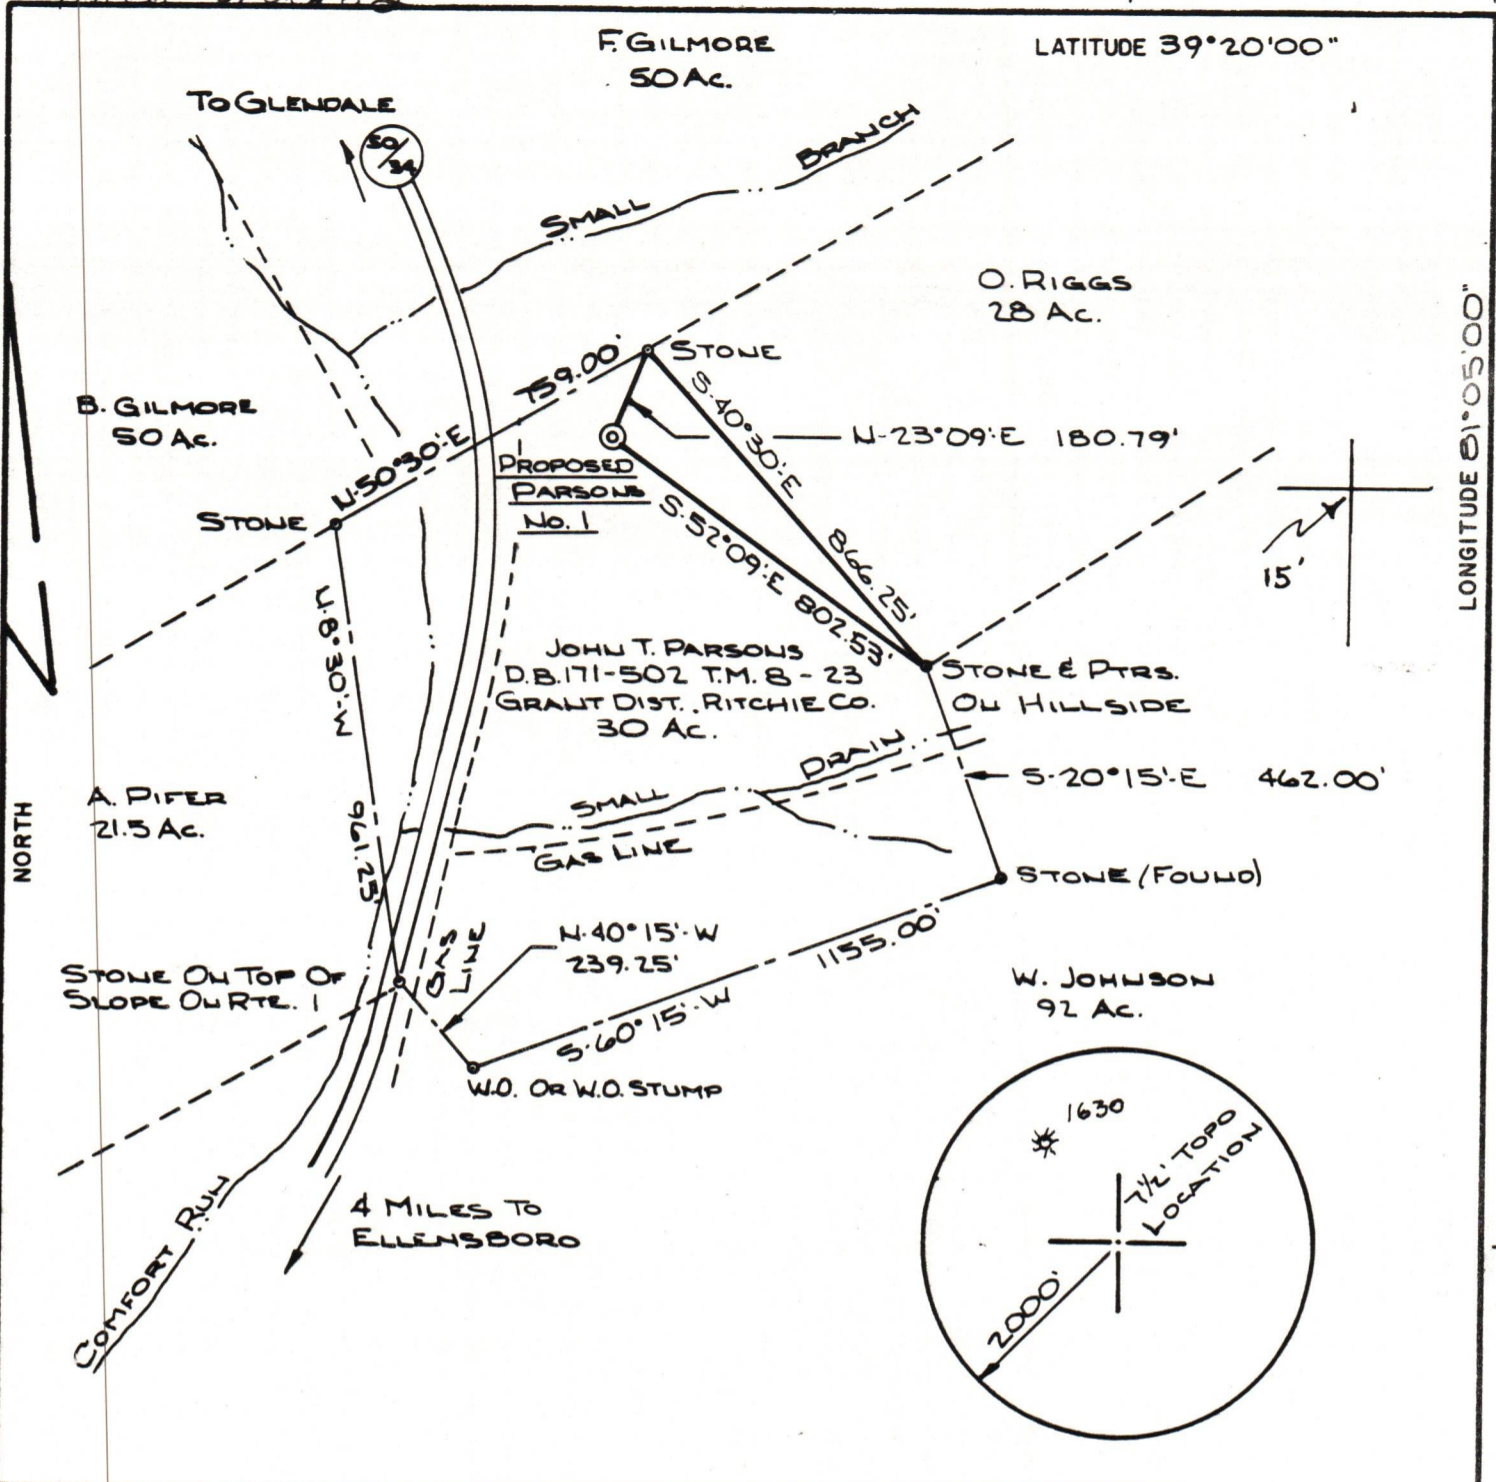 F. GILMORE
50 AC.
LATITUDE 39°20'00"
TO GLENDALE
50/34
SMALL BRANCH
O. RIGGS
28 AC.
LONGITUDE 81°05'00"
STONE
759.00'
N-50°30'-E
B. GILMORE
50 AC.
S-40°30'-E
866.25'
N-23°09'-E 180.79'
PROPOSED
PARSONS
No. 1
STONE
S-52°09'-E 802.53'
15'
N-8°30'-W
961.25'
JOHN T. PARSONS
D.B. 171-502 T.M. 8-23
GRANT DIST., RITCHIE CO.
30 AC.
STONE & PTRS.
ON HILLSIDE
SMALL DRAIN
S-20°15'-E 462.00'
A. PIFER
21.5 AC.
NORTH
GAS LINE
STONE (FOUND)
GAS
LINE
N-40°15'-W
239.25'
1155.00'
S-60°15'-W
STONE ON TOP OF
SLOPE ON RTE. 1
W. JOHNSON
92 AC.
W.O. OR W.O. STUMP
1630
7½' TOPO
LOCATION
2000'
4 MILES TO
ELLENSBORO
COMFORT RUN